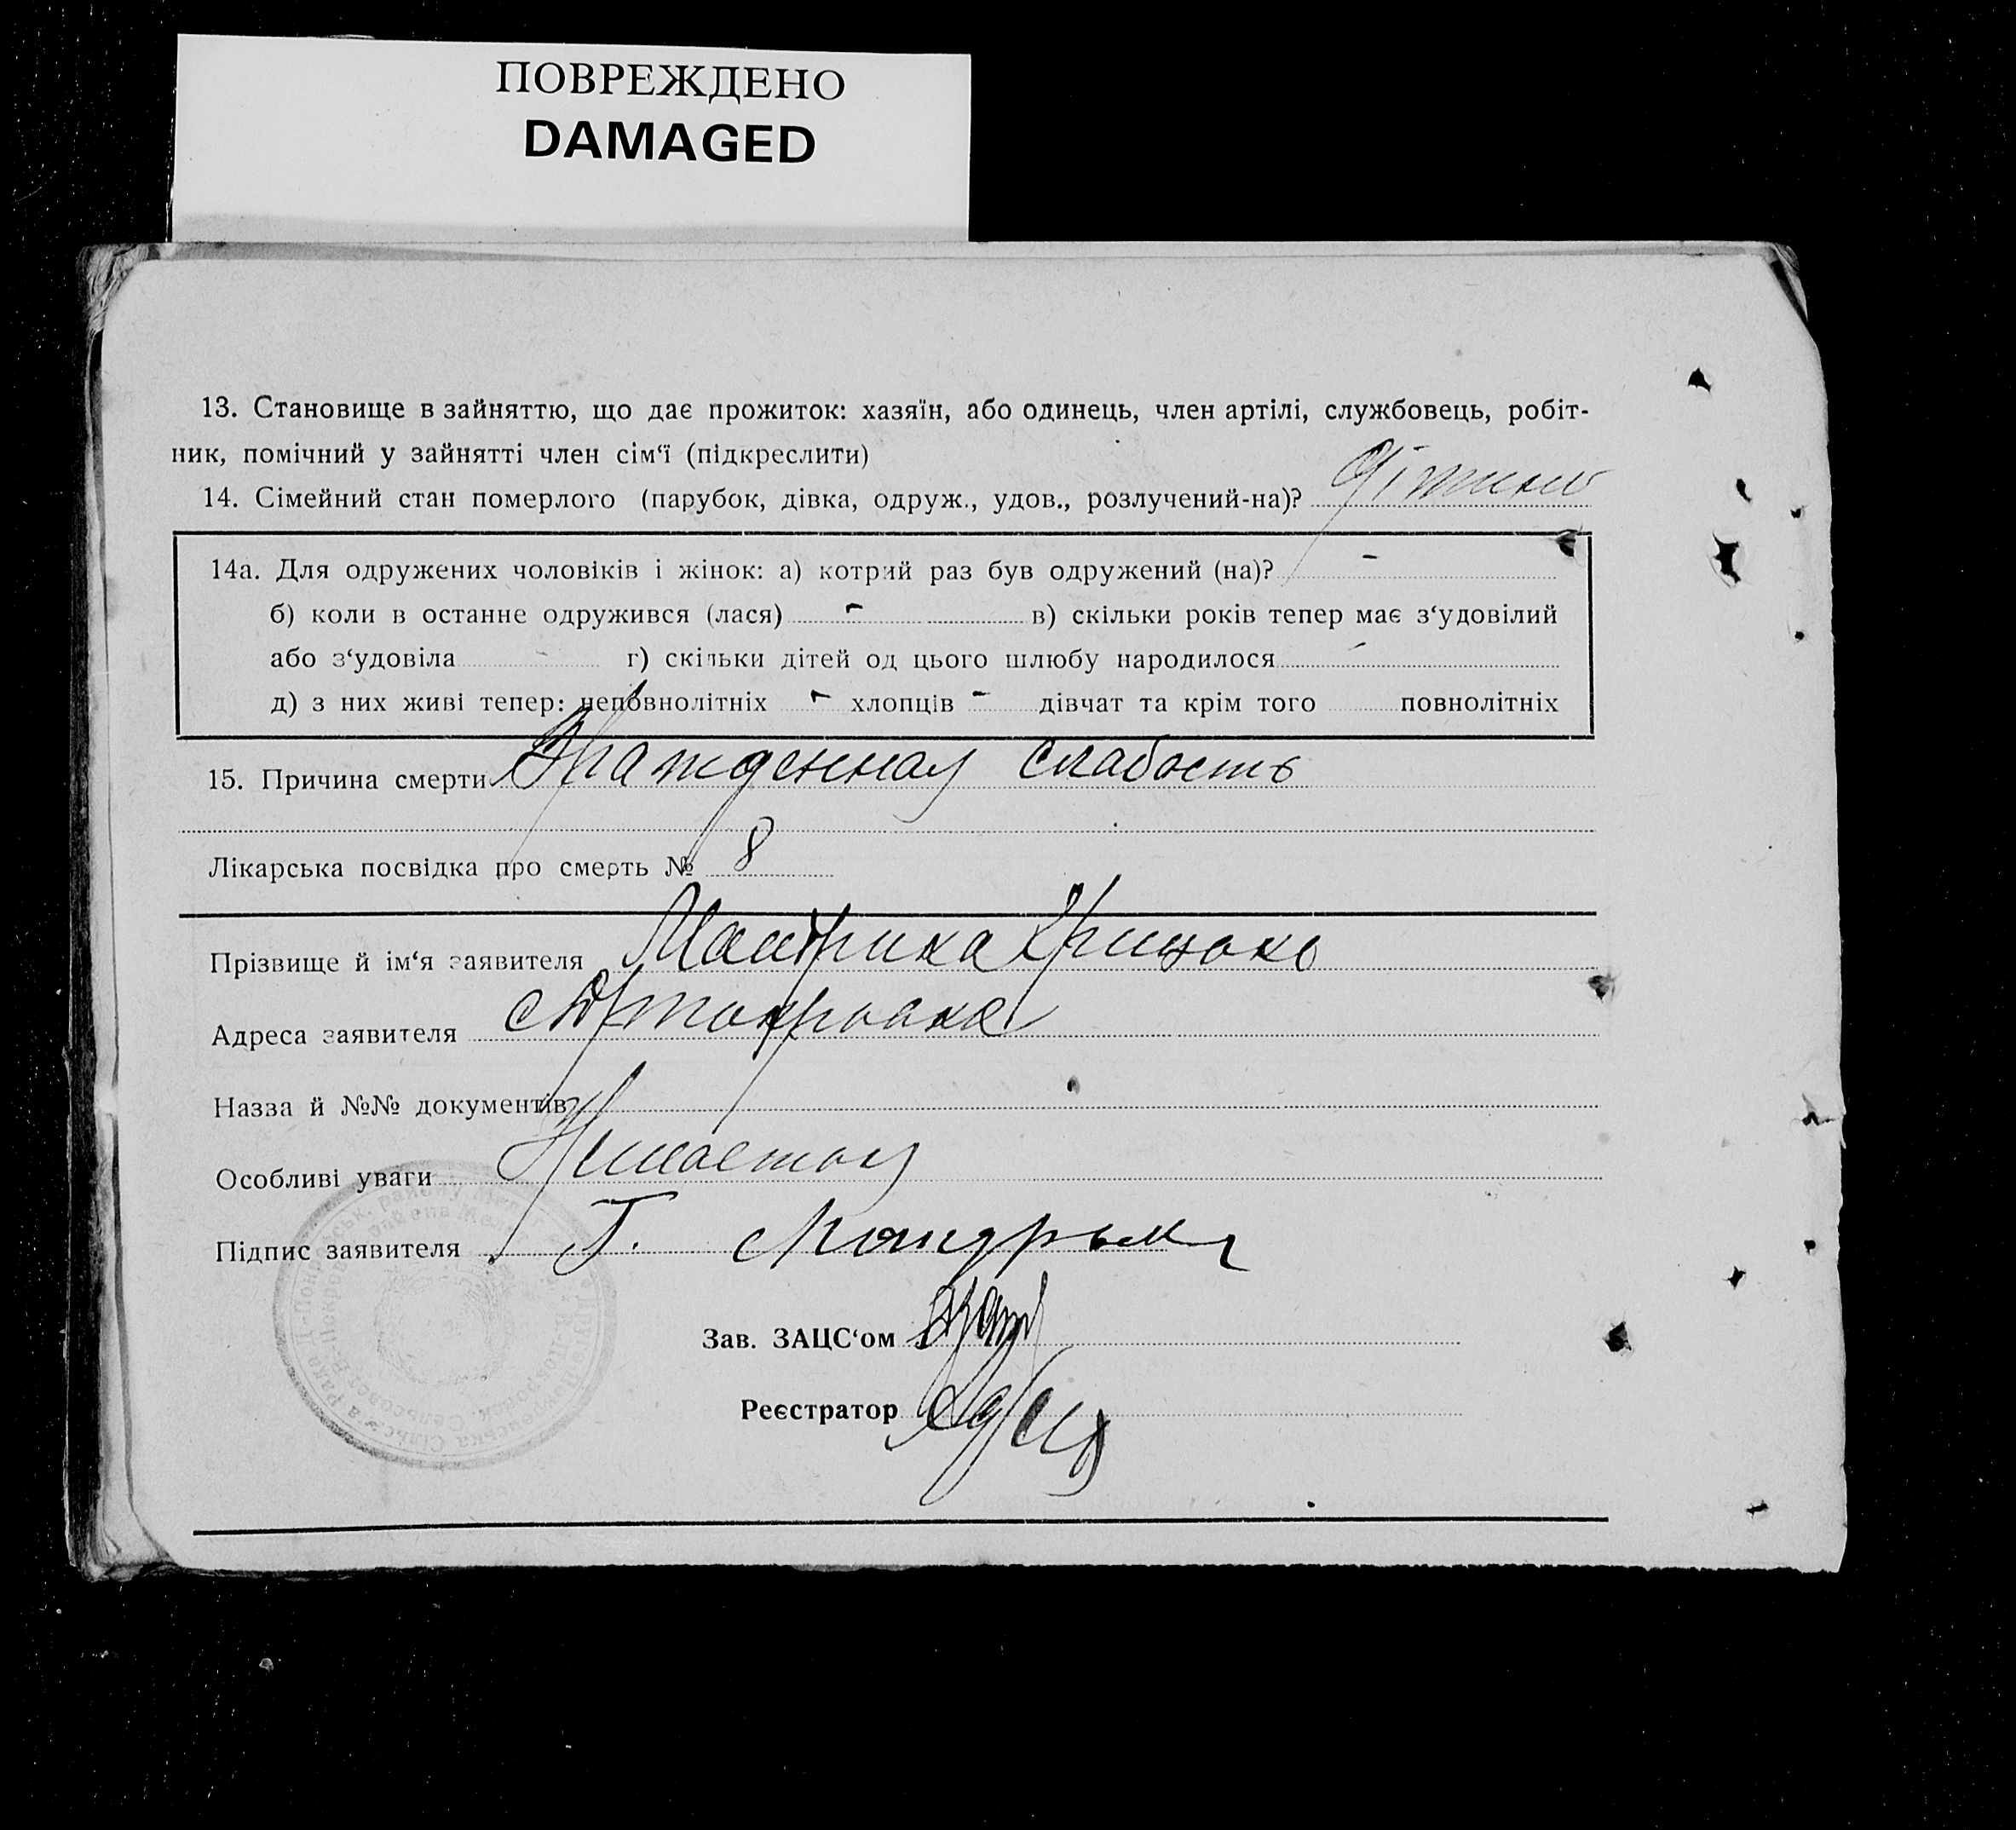 ПОВРЕЖДЕНО
DAMAGED
13. Становище в зайняттю, що дає прожиток: хазяїн, або одинець, член артілі, службовець, робіт-
ник, помічний у зайнятті член сім‘ї (підкреслити)
14. Сімейний стан померлого (парубок, дівка, одруж., удов., розлучений-на)?
14а. Для одружених чоловіків і жінок: а) котрий раз був одружений (на)? -
б) коли в останне одружився (лася) - в) скільки років тепер має з‘удовілий
або з‘удовіла - г) скільки дітей од цього шлюбу народилося -
д) з них живі тепер: неповнолітніх - хлопців - дівчат та крім того повнолітніх
15. Причина смерти Вражденная слабость
Лікарська посвідка про смерть № 8
Прізвище й ім‘я заявителя
Адреса заявителя
Назва й №№ документів
Особливі уваги
Підпис заявителя Г.
Зав. ЗАЦС‘ом
Реєстратор